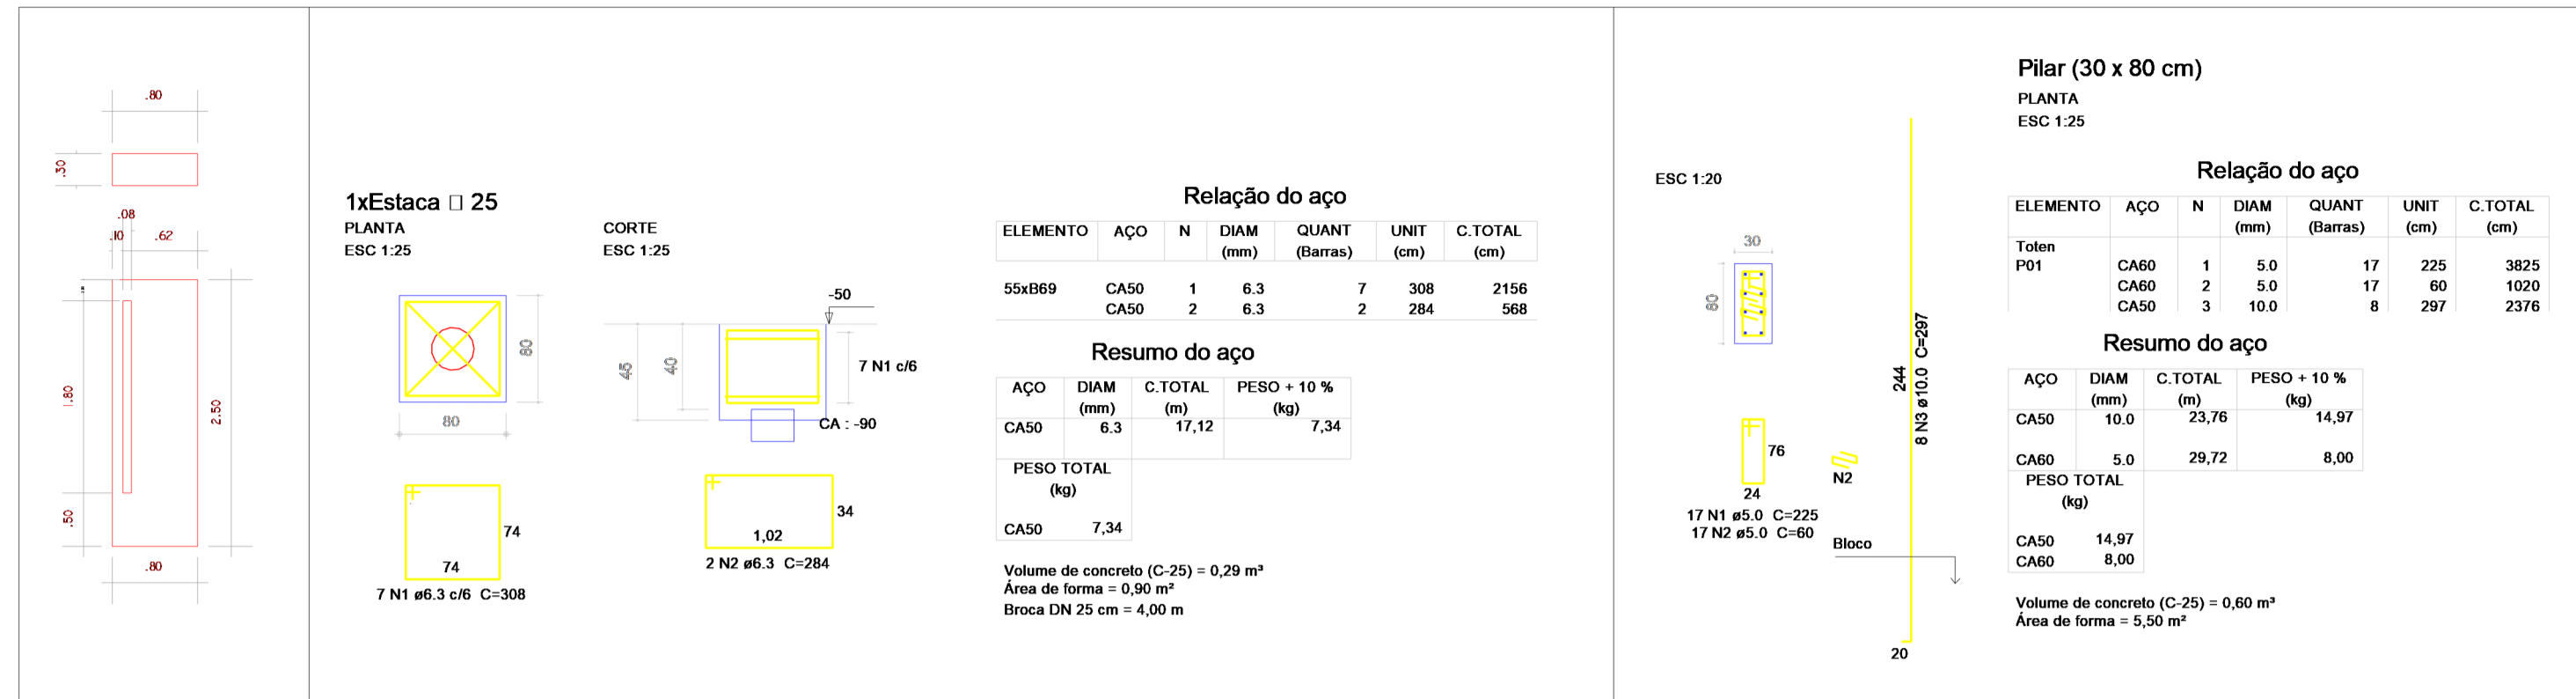 .80
.30
.08
.10 .62
1.80
2.50
.50
.80
1xEstaca □ 25
PLANTA
ESC 1:25
80
80
74
74
7 N1 ø6.3 c/6 C=308
CORTE
ESC 1:25
-50
45
40
7 N1 c/6
CA : -90
34
1,02
2 N2 ø6.3 C=284
Relação do aço
ELEMENTO AÇO N DIAM QUANT UNIT C.TOTAL
(mm) (Barras) (cm) (cm)
55xB69 CA50 1 6.3 7 308 2156
CA50 2 6.3 2 284 568
Resumo do aço
AÇO DIAM C.TOTAL PESO + 10 %
(mm) (m) (kg)
CA50 6.3 17,12 7,34
PESO TOTAL
(kg)
CA50 7,34
Volume de concreto (C-25) = 0,29 m³
Área de forma = 0,90 m²
Broca DN 25 cm = 4,00 m
ESC 1:20
30
80
76
24
17 N1 ø5.0 C=225
17 N2 ø5.0 C=60
N2
Bloco
244
8 N3 ø10.0 C=297
20
Pilar (30 x 80 cm)
PLANTA
ESC 1:25
Relação do aço
ELEMENTO AÇO N DIAM QUANT UNIT C.TOTAL
(mm) (Barras) (cm) (cm)
Toten
P01 CA60 1 5.0 17 225 3825
CA60 2 5.0 17 60 1020
CA50 3 10.0 8 297 2376
Resumo do aço
AÇO DIAM C.TOTAL PESO + 10 %
(mm) (m) (kg)
CA50 10.0 23,76 14,97
CA60 5.0 29,72 8,00
PESO TOTAL
(kg)
CA50 14,97
CA60 8,00
Volume de concreto (C-25) = 0,60 m³
Área de forma = 5,50 m²